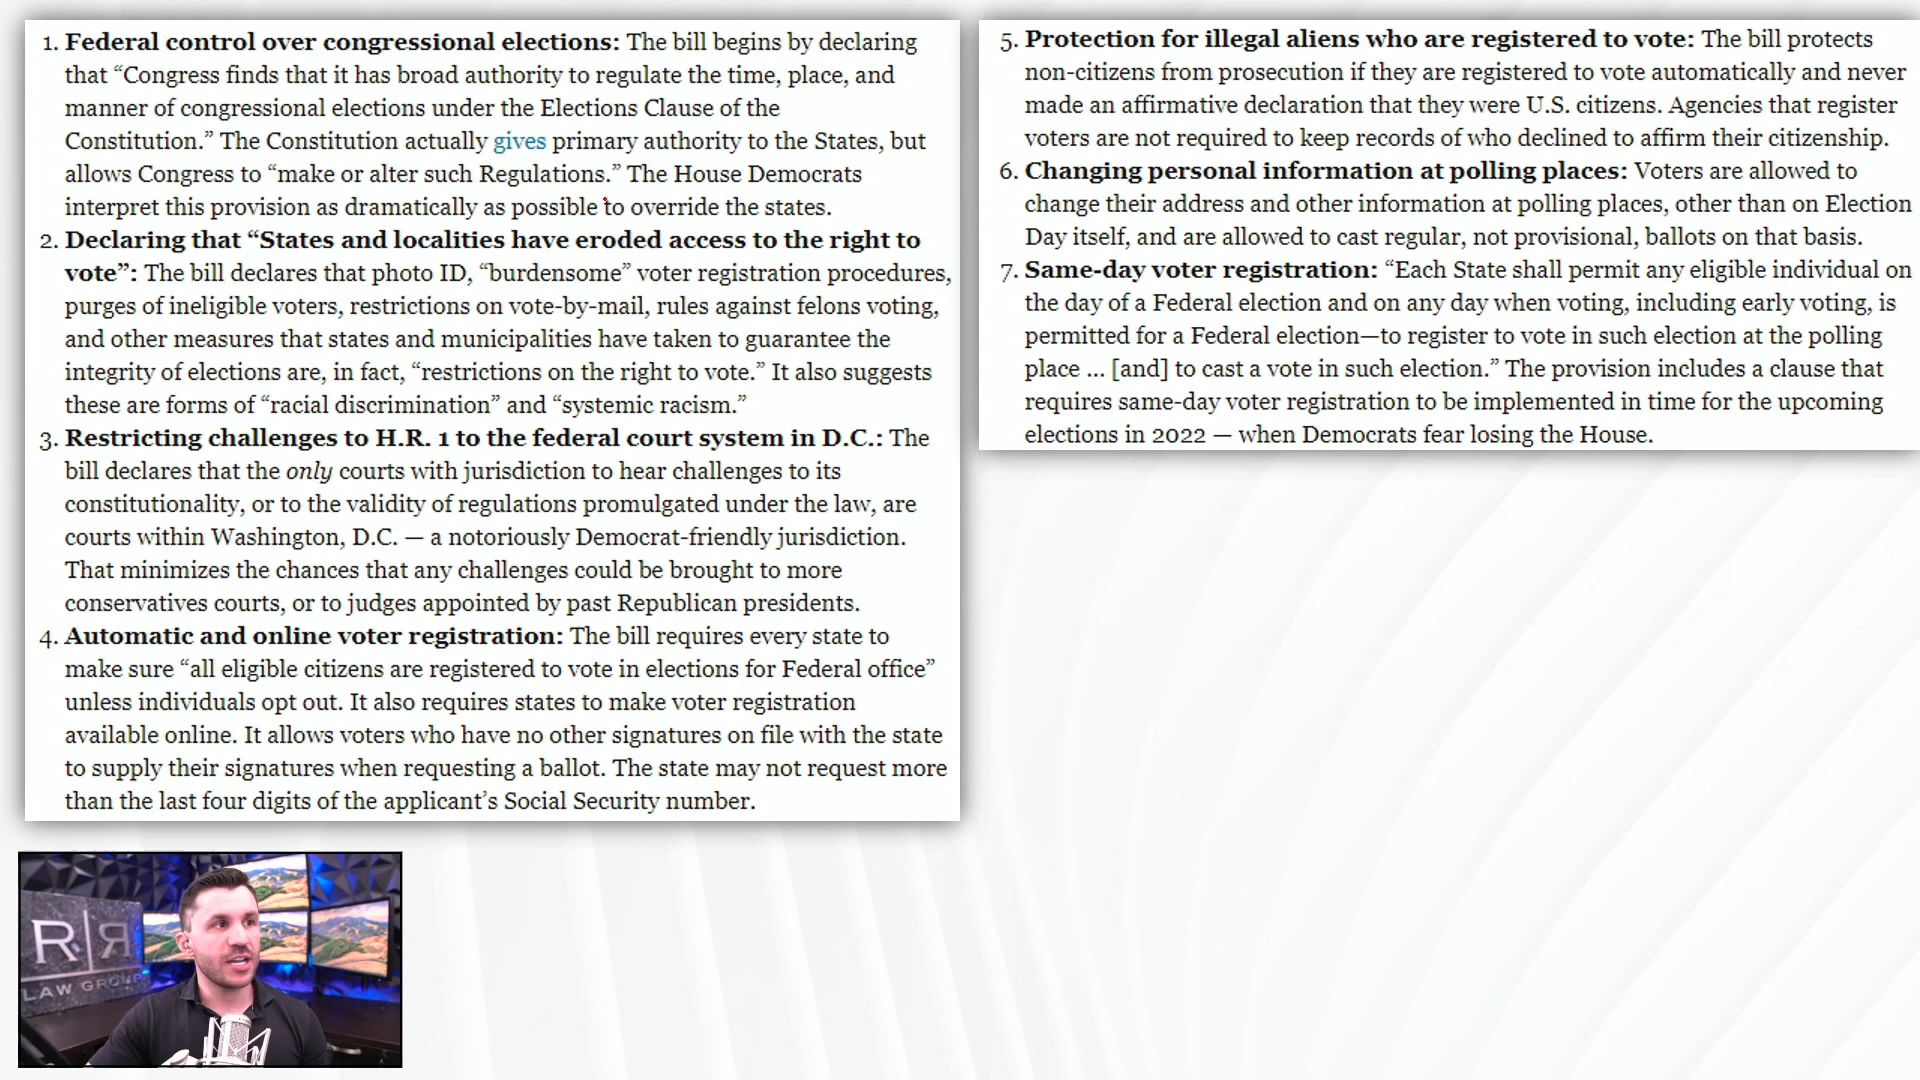 1. Federal control over congressional elections: The bill begins by declaring
that “Congress finds that it has broad authority to regulate the time, place, and
manner of congressional elections under the Elections Clause of the
Constitution.” The Constitution actually gives primary authority to the States, but
allows Congress to “make or alter such Regulations.” The House Democrats
interpret this provision as dramatically as possible to override the states.
2. Declaring that “States and localities have eroded access to the right to
vote”: The bill declares that photo ID, “burdensome” voter registration procedures,
purges of ineligible voters, restrictions on vote-by-mail, rules against felons voting,
and other measures that states and municipalities have taken to guarantee the
integrity of elections are, in fact, “restrictions on the right to vote.” It also suggests
these are forms of “racial discrimination” and “systemic racism.”
3. Restricting challenges to H.R. 1 to the federal court system in D.C.: The
bill declares that the only courts with jurisdiction to hear challenges to its
constitutionality, or to the validity of regulations promulgated under the law, are
courts within Washington, D.C. — a notoriously Democrat-friendly jurisdiction.
That minimizes the chances that any challenges could be brought to more
conservatives courts, or to judges appointed by past Republican presidents.
4. Automatic and online voter registration: The bill requires every state to
make sure “all eligible citizens are registered to vote in elections for Federal office”
unless individuals opt out. It also requires states to make voter registration
available online. It allows voters who have no other signatures on file with the state
to supply their signatures when requesting a ballot. The state may not request more
than the last four digits of the applicant’s Social Security number.
5. Protection for illegal aliens who are registered to vote: The bill protects
non-citizens from prosecution if they are registered to vote automatically and never
made an affirmative declaration that they were U.S. citizens. Agencies that register
voters are not required to keep records of who declined to affirm their citizenship.
6. Changing personal information at polling places: Voters are allowed to
change their address and other information at polling places, other than on Election
Day itself, and are allowed to cast regular, not provisional, ballots on that basis.
7. Same-day voter registration: “Each State shall permit any eligible individual on
the day of a Federal election and on any day when voting, including early voting, is
permitted for a Federal election—to register to vote in such election at the polling
place ... [and] to cast a vote in such election.” The provision includes a clause that
requires same-day voter registration to be implemented in time for the upcoming
elections in 2022 — when Democrats fear losing the House.
R|Я
LAW GROUP